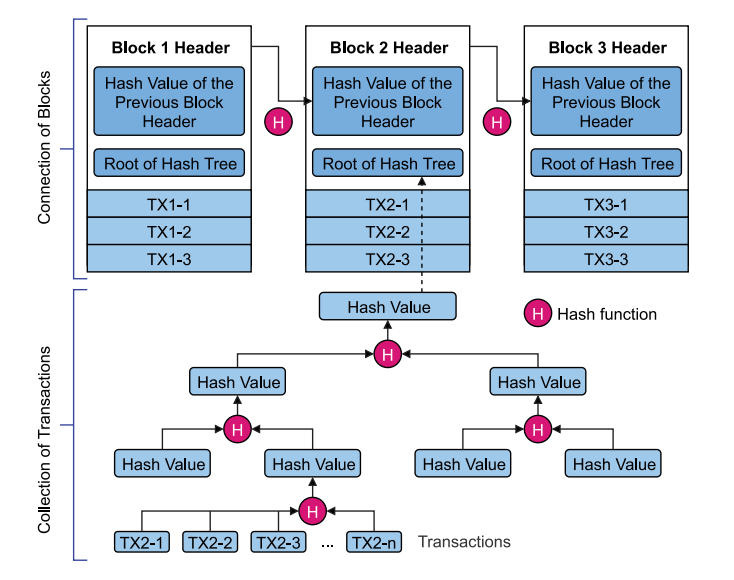 Connection of Blocks
Block 1 Header
Hash Value of the
Previous Block
Header
Root of Hash Tree
TX1-1
TX1-2
TX1-3
H
Block 2 Header
Hash Value of the
Previous Block
Header
Root of Hash Tree
TX2-1
TX2-2
TX2-3
H
Block 3 Header
Hash Value of the
Previous Block
Header
Root of Hash Tree
TX3-1
TX3-2
TX3-3
Collection of Transactions
Hash Value
H Hash function
H
Hash Value
Hash Value
H
H
Hash Value
Hash Value
Hash Value
Hash Value
H
TX2-1
TX2-2
TX2-3
...
TX2-n
Transactions